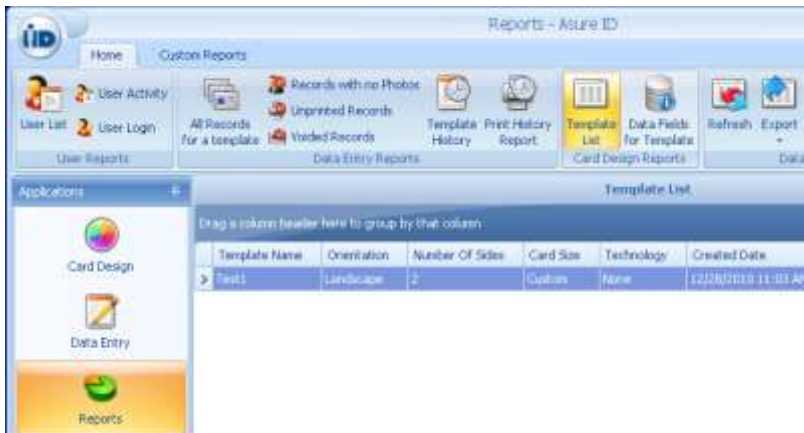 Reports - Asure ID
iID
Home Custom Reports
User List
User Activity
User Login
User Reports
All Records
for a template
Records with no Photos
Unprinted Records
Voided Records
Template
History
Print History
Report
Data Entry Reports
Template
List
Data Fields
for Template
Card Design Reports
Refresh
Export
Data
Applications
Template List
Drag a column header here to group by that column
Template Name Orientation Number Of Sides Card Size Technology Created Date
Test1 Landscape 2 Custom None 12/28/2010 11:03 AM
Card Design
Data Entry
Reports